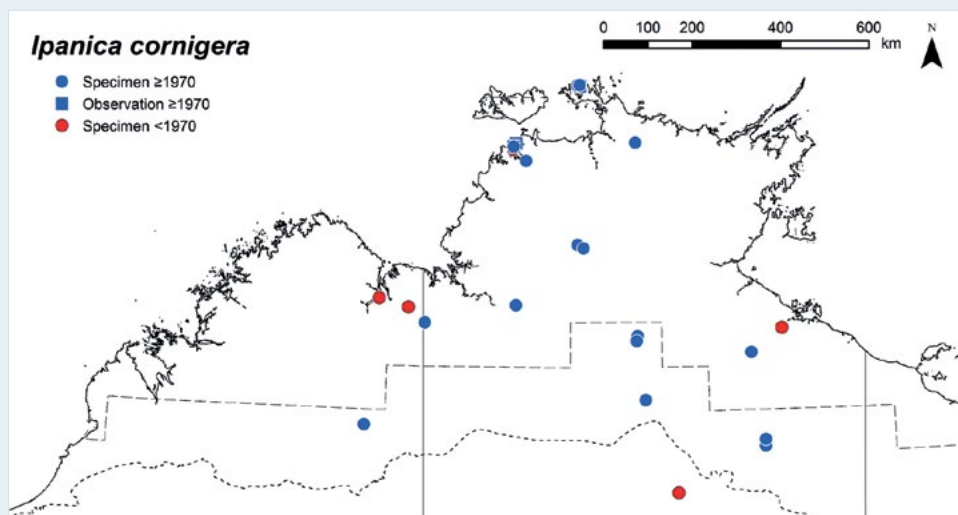 Ipanica cornigera
Specimen ≥1970
Observation ≥1970
Specimen <1970
0 100 200 400 600
km
N